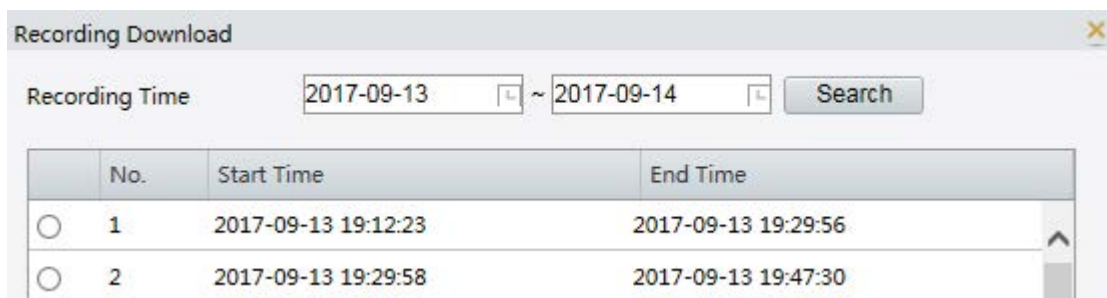 Recording Download
Recording Time 2017-09-13 ~ 2017-09-14 Search
No. Start Time End Time
1 2017-09-13 19:12:23 2017-09-13 19:29:56
2 2017-09-13 19:29:58 2017-09-13 19:47:30